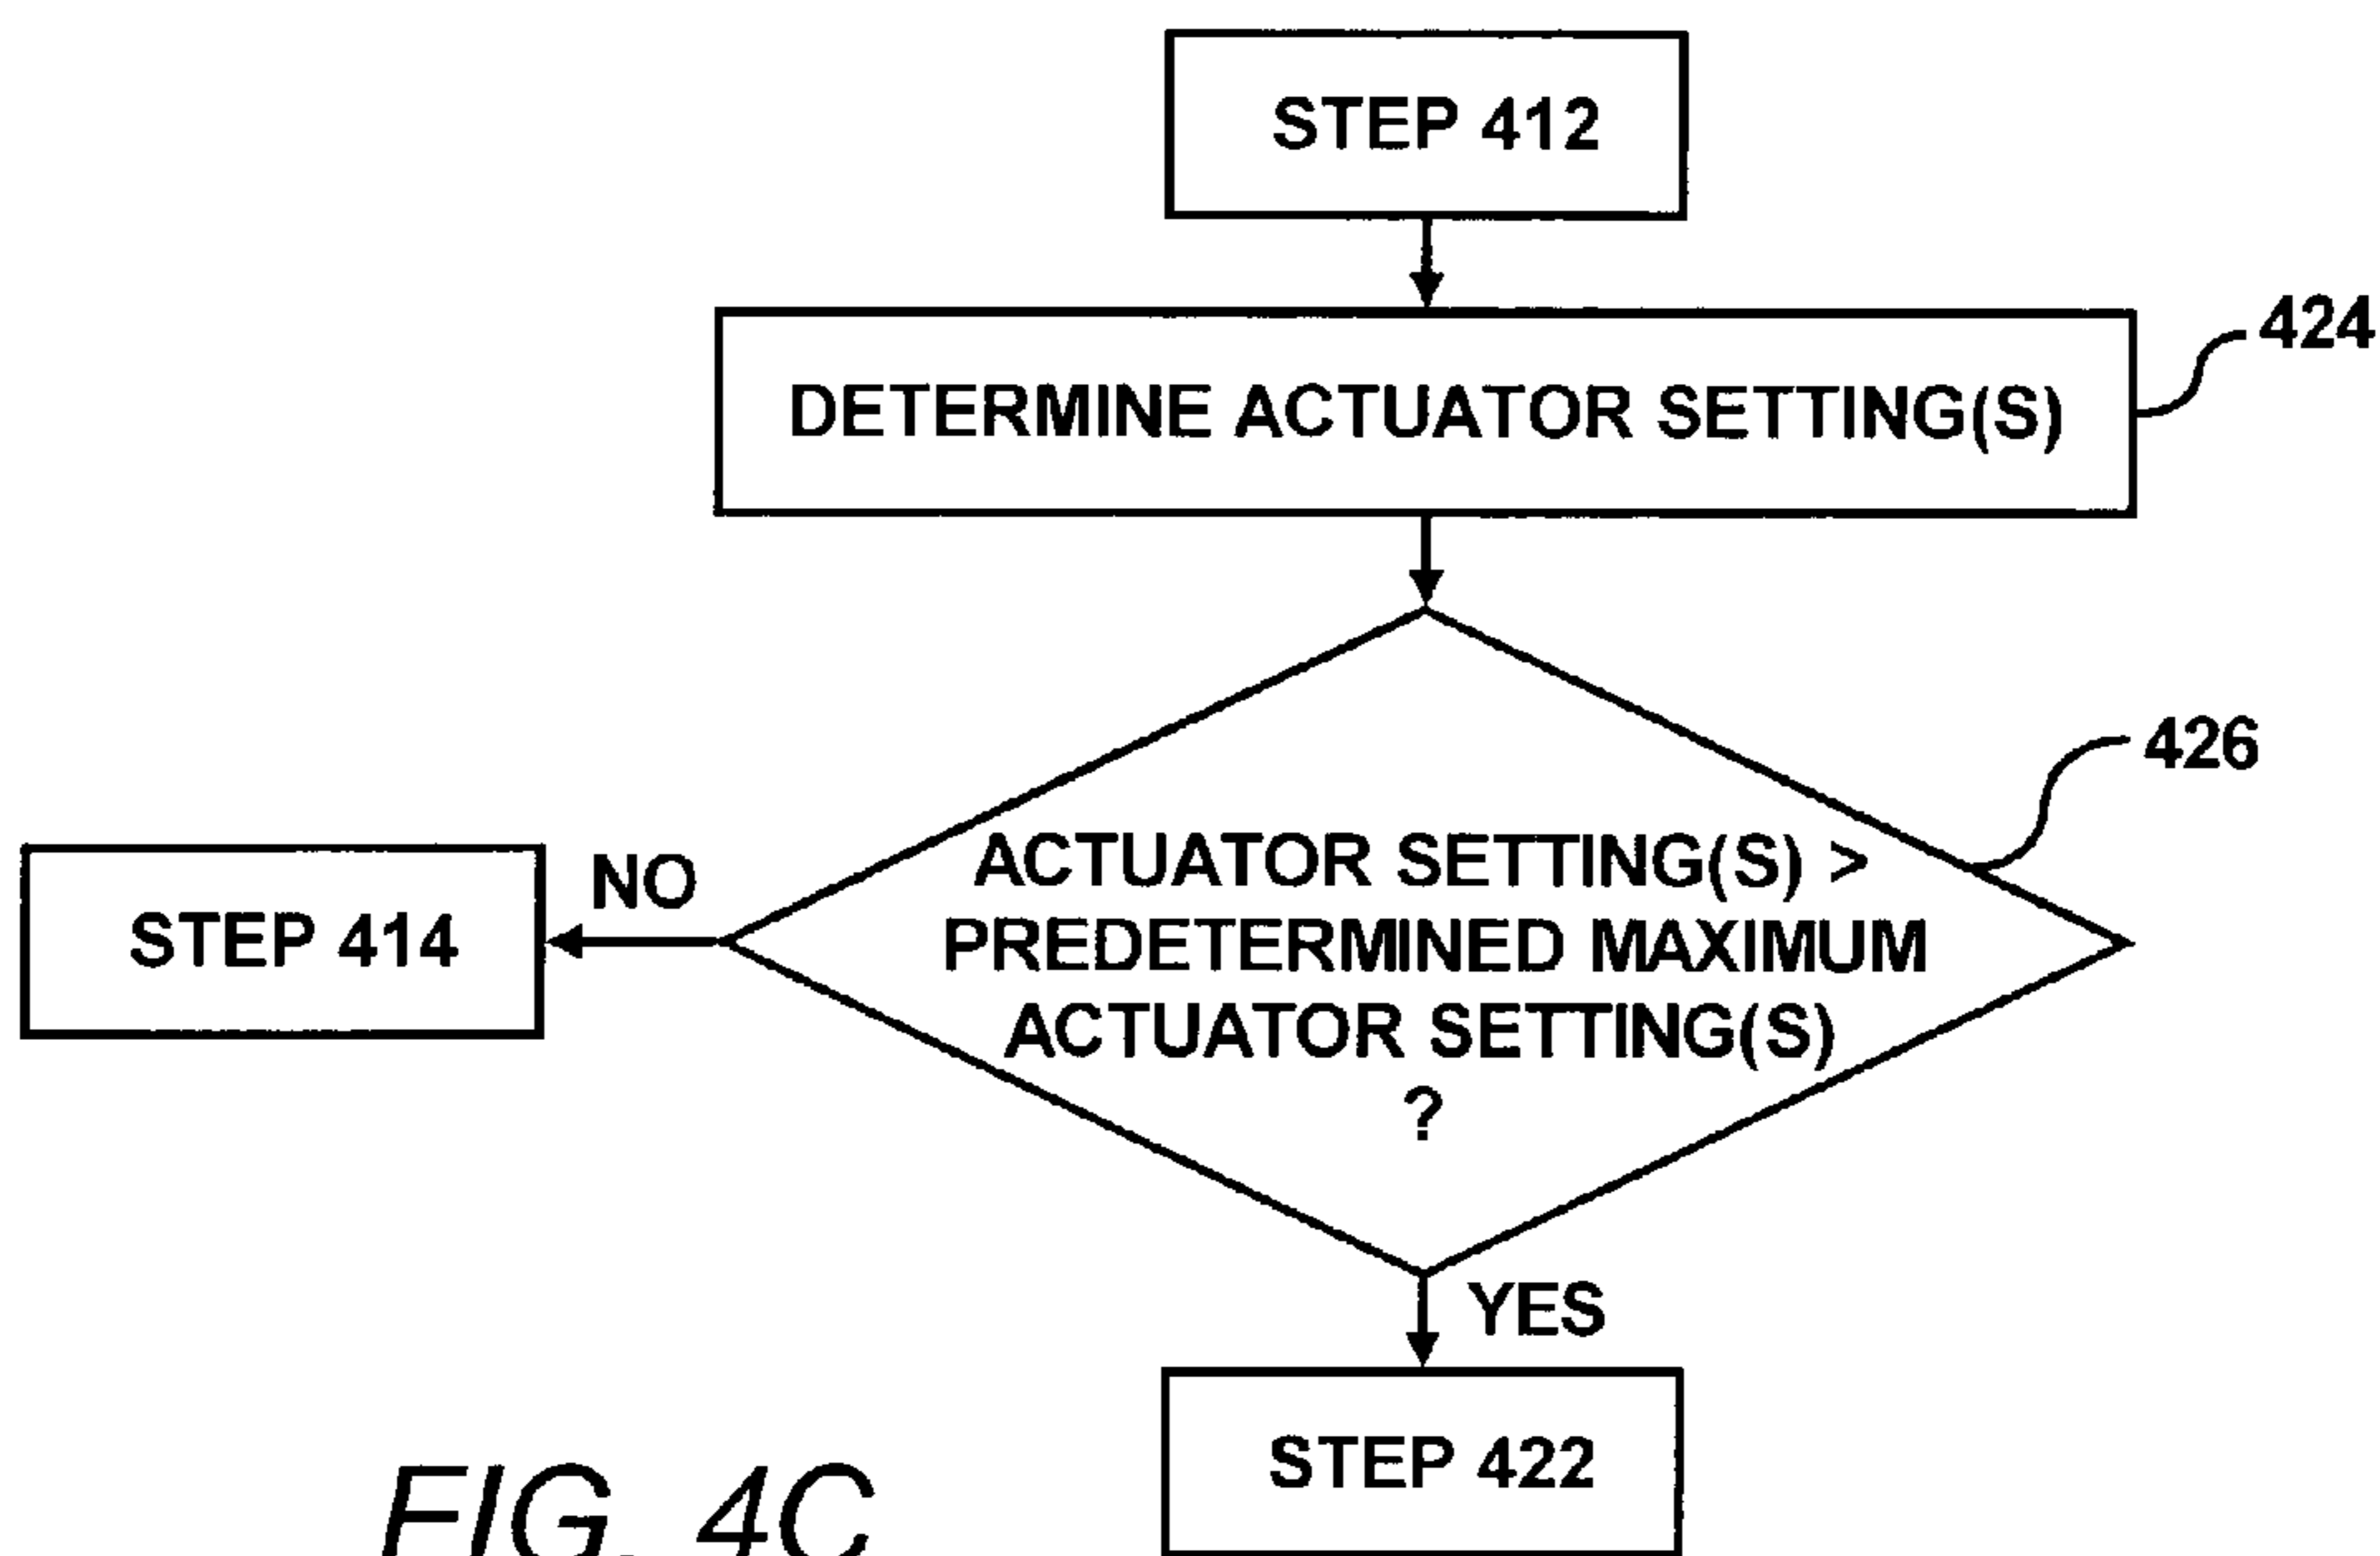 STEP 412
DETERMINE ACTUATOR SETTING(S)
424
426
ACTUATOR SETTING(S) >
PREDETERMINED MAXIMUM
ACTUATOR SETTING(S)
?
NO
STEP 414
YES
STEP 422
FIG. 4C